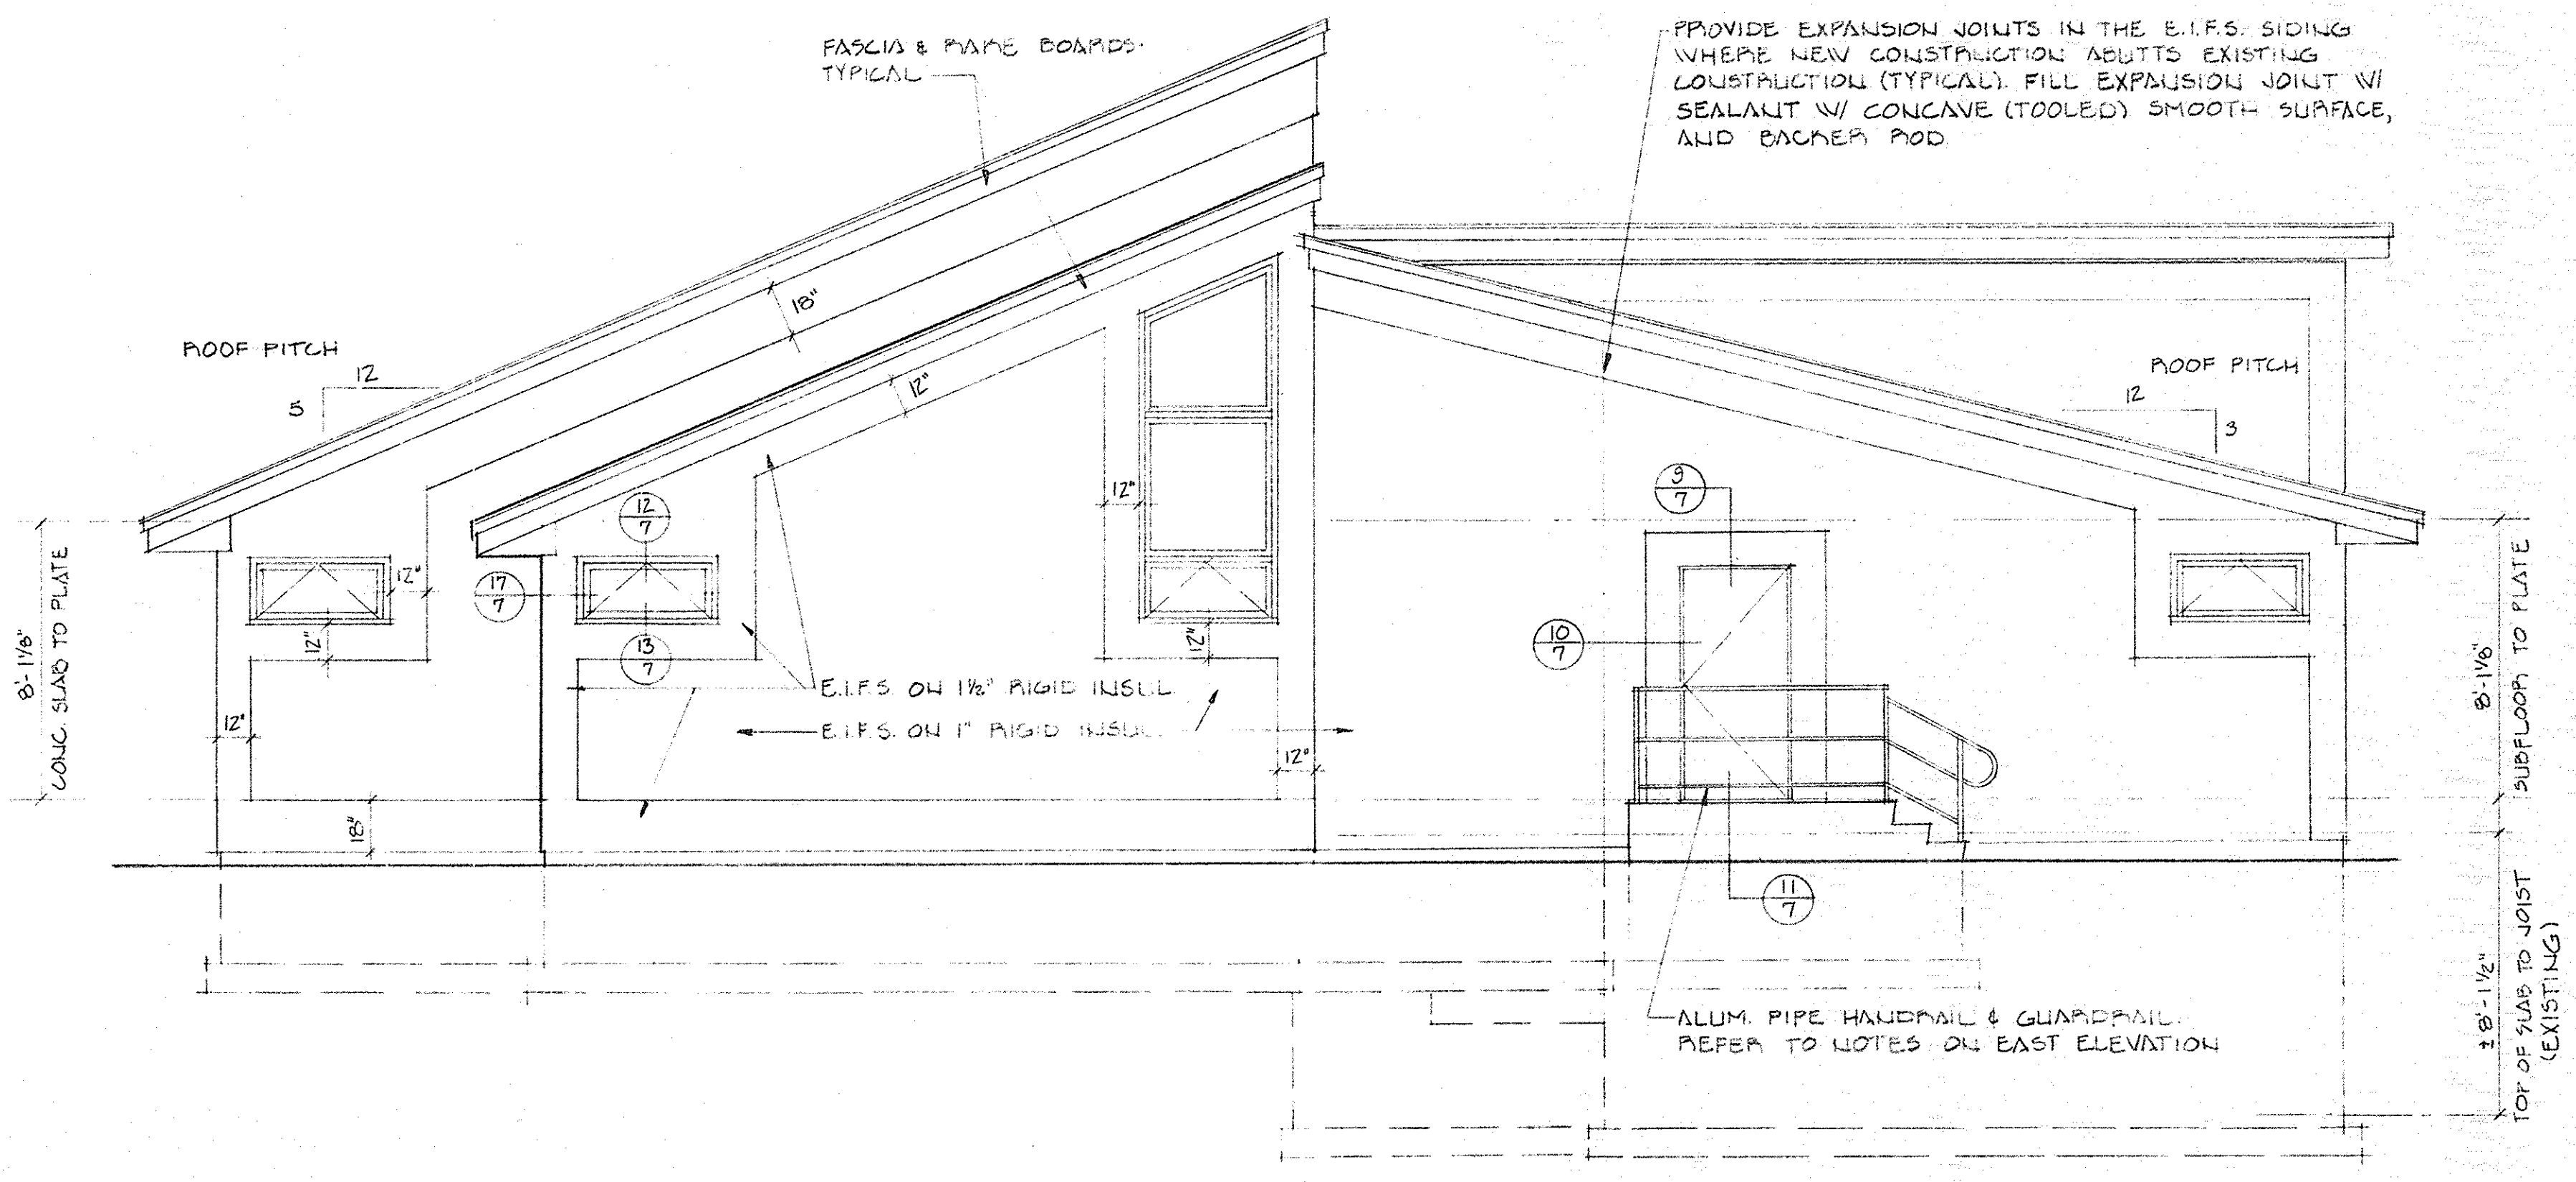 FASCIA & RAKE BOARDS.
TYPICAL
PROVIDE EXPANSION JOINTS IN THE E.I.F.S. SIDING
WHERE NEW CONSTRUCTION ABUTTS EXISTING
CONSTRUCTION (TYPICAL). FILL EXPANSION JOINT W/
SEALANT W/ CONCAVE (TOOLED) SMOOTH SURFACE,
AND BACKER ROD.
ROOF PITCH
12
5
18"
12"
12"
ROOF PITCH
12
3
9
7
12
7
17
7
13
7
10
7
11
7
12"
12"
12"
12"
12"
18"
8'-1 1/8"
CONC. SLAB TO PLATE
E.I.F.S. ON 1 1/2" RIGID INSUL.
E.I.F.S. ON 1" RIGID INSUL.
8'-1 1/8"
SUBFLOOR TO PLATE
± 8'-1 1/2"
TOP OF SLAB TO JOIST
(EXISTING)
ALUM. PIPE HANDRAIL & GUARDRAIL.
REFER TO NOTES ON EAST ELEVATION